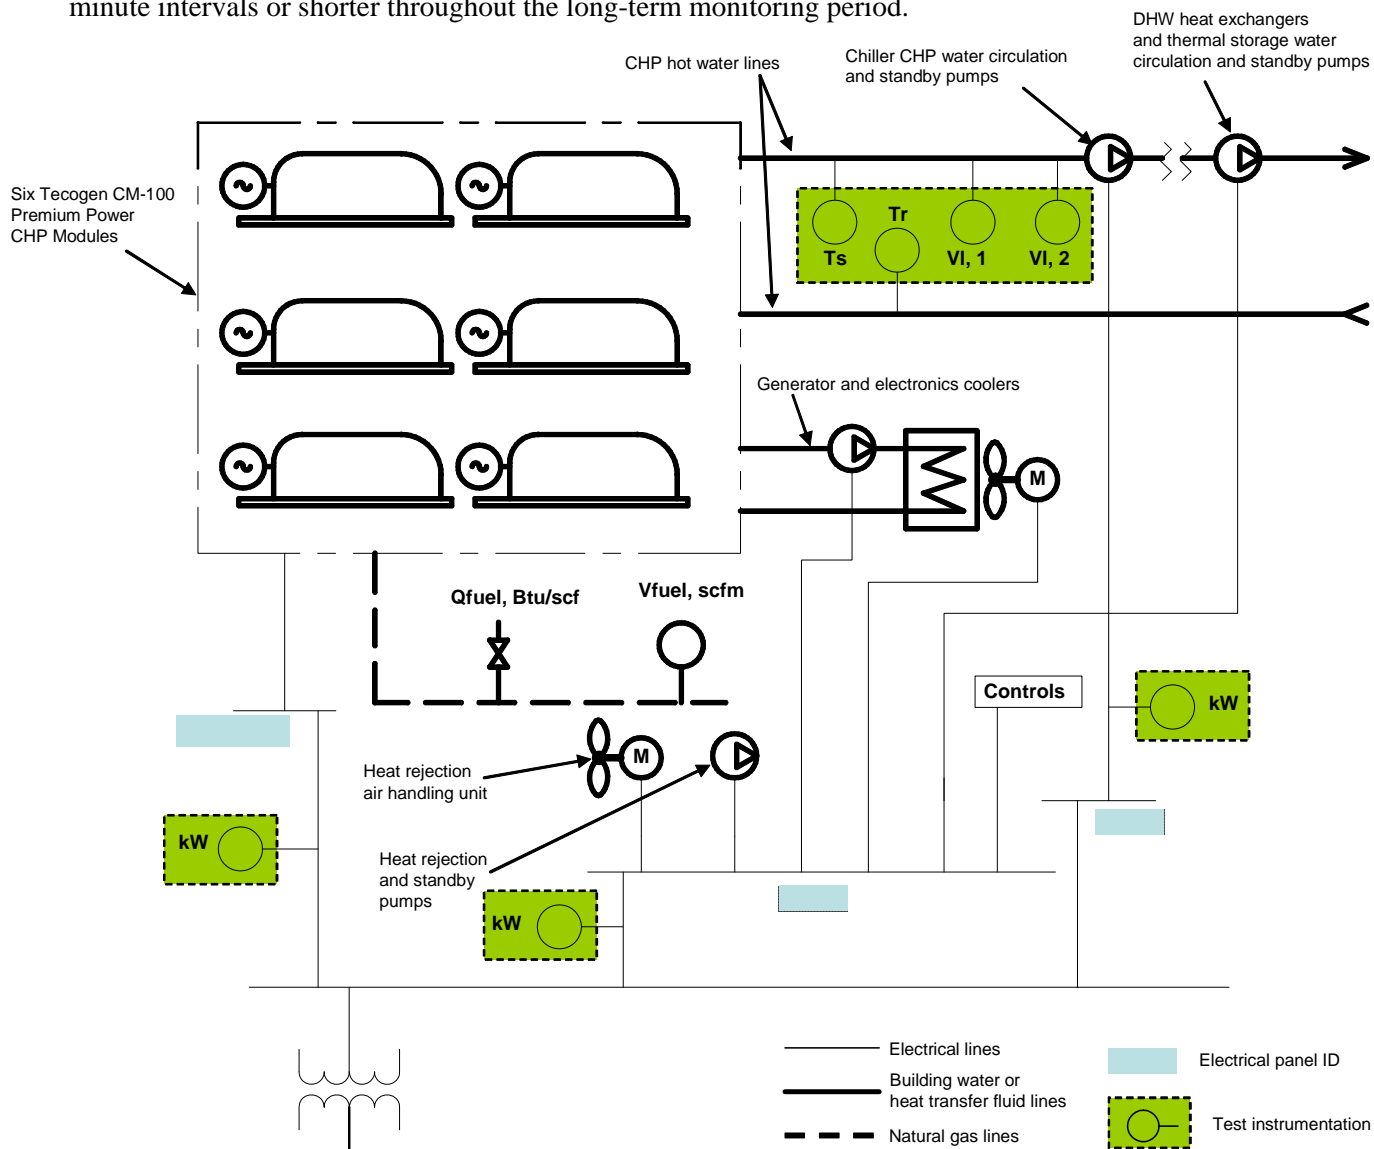 minute intervals or shorter throughout the long-term monitoring period.
DHW heat exchangers
and thermal storage water
circulation and standby pumps
Chiller CHP water circulation
and standby pumps
CHP hot water lines
Six Tecogen CM-100
Premium Power
CHP Modules
Tr
Ts
Vl, 1
Vl, 2
Generator and electronics coolers
M
Qfuel, Btu/scf
Vfuel, scfm
Controls
kW
M
Heat rejection
air handling unit
kW
Heat rejection
and standby
pumps
kW
Electrical lines
Electrical panel ID
Building water or
heat transfer fluid lines
Test instrumentation
Natural gas lines